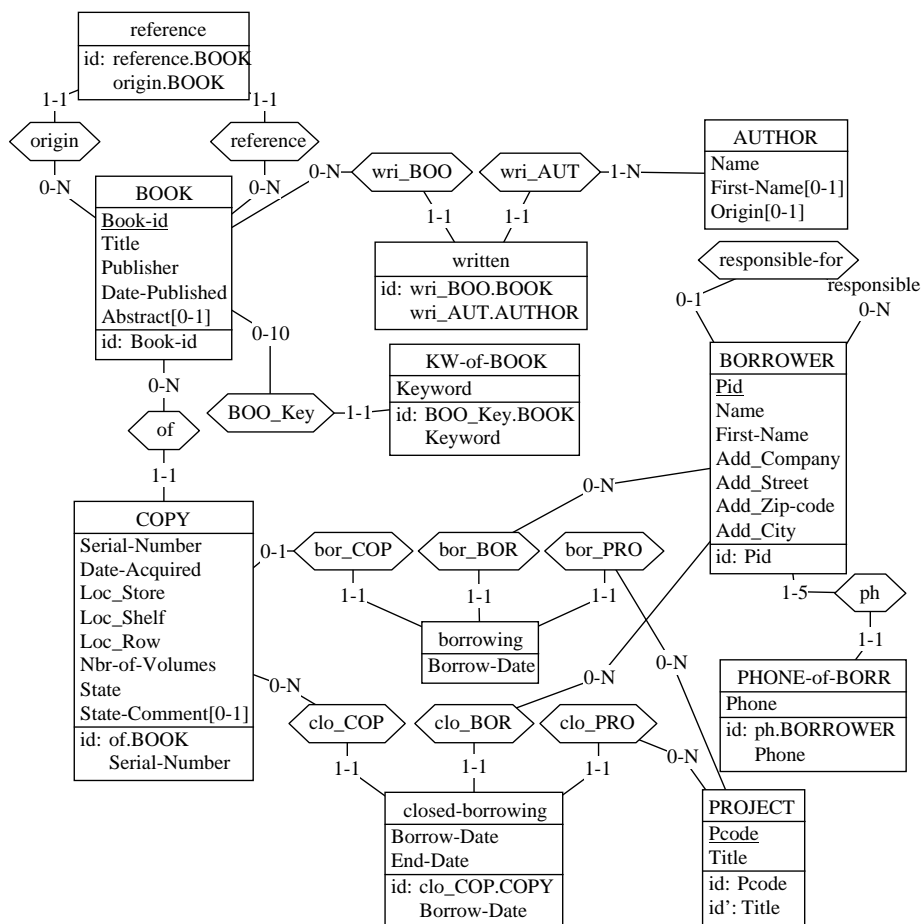 reference
id: reference.BOOK
origin.BOOK
1-1
1-1
origin
reference
0-N
0-N
BOOK
Book-id
Title
Publisher
Date-Published
Abstract[0-1]
id: Book-id
0-N
wri_BOO
wri_AUT
1-N
1-1
1-1
AUTHOR
Name
First-Name[0-1]
Origin[0-1]
written
id: wri_BOO.BOOK
wri_AUT.AUTHOR
responsible-for
responsible
0-1
0-N
0-10
BOO_Key
1-1
KW-of-BOOK
Keyword
id: BOO_Key.BOOK
Keyword
BORROWER
Pid
Name
First-Name
Add_Company
Add_Street
Add_Zip-code
Add_City
id: Pid
0-N
of
1-1
COPY
Serial-Number
Date-Acquired
Loc_Store
Loc_Shelf
Loc_Row
Nbr-of-Volumes
State
State-Comment[0-1]
id: of.BOOK
Serial-Number
0-N
0-1
bor_COP
bor_BOR
bor_PRO
1-1
1-1
1-1
borrowing
Borrow-Date
1-5
ph
1-1
PHONE-of-BORR
Phone
id: ph.BORROWER
Phone
0-N
0-N
0-N
clo_COP
clo_BOR
clo_PRO
0-N
1-1
1-1
1-1
closed-borrowing
Borrow-Date
End-Date
id: clo_COP.COPY
Borrow-Date
PROJECT
Pcode
Title
id: Pcode
id': Title